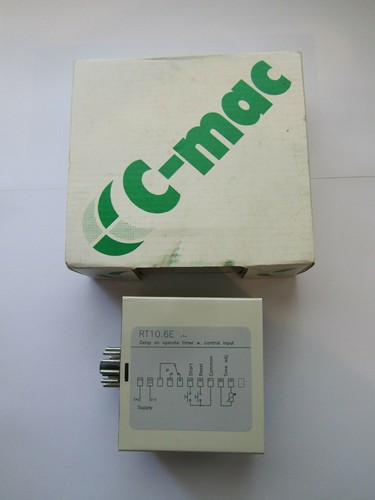 C-mac
RT10.6E
Delay on operate timer w. control input
Start
Reset
Common
Time adj
Supply